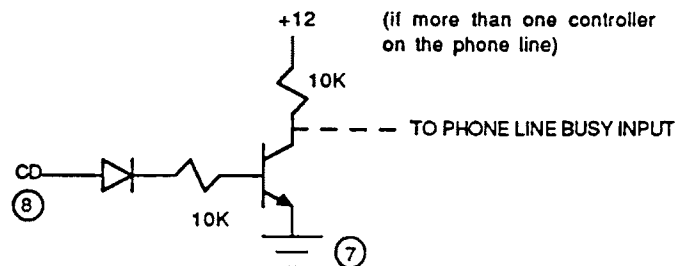 +12
(if more than one controller
on the phone line)
10K
TO PHONE LINE BUSY INPUT
CD
8
10K
7